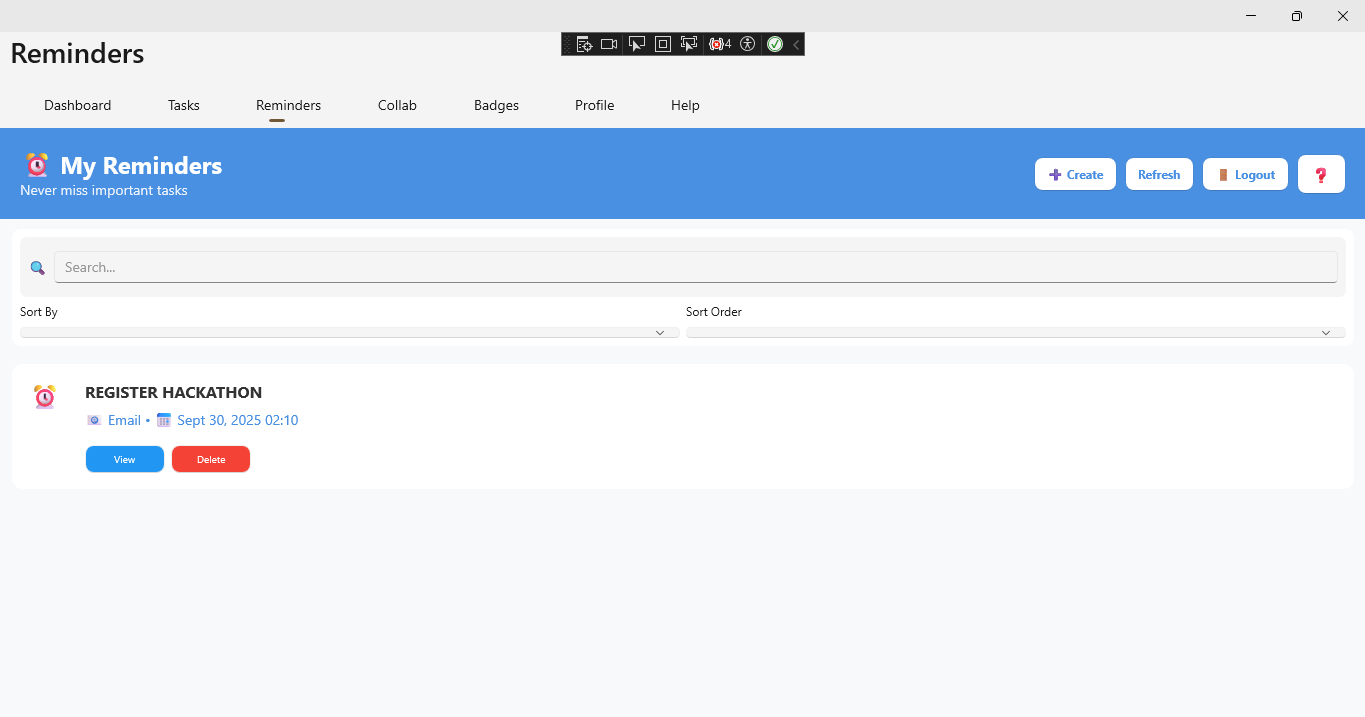 Reminders
4
Dashboard Tasks Reminders Collab Badges Profile Help
My Reminders
Never miss important tasks
Create Refresh Logout ?
Search...
Sort By Sort Order
REGISTER HACKATHON
Email • Sept 30, 2025 02:10
View Delete